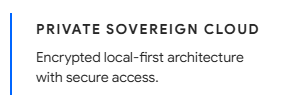 PRIVATE SOVEREIGN CLOUD
Encrypted local-first architecture
with secure access.